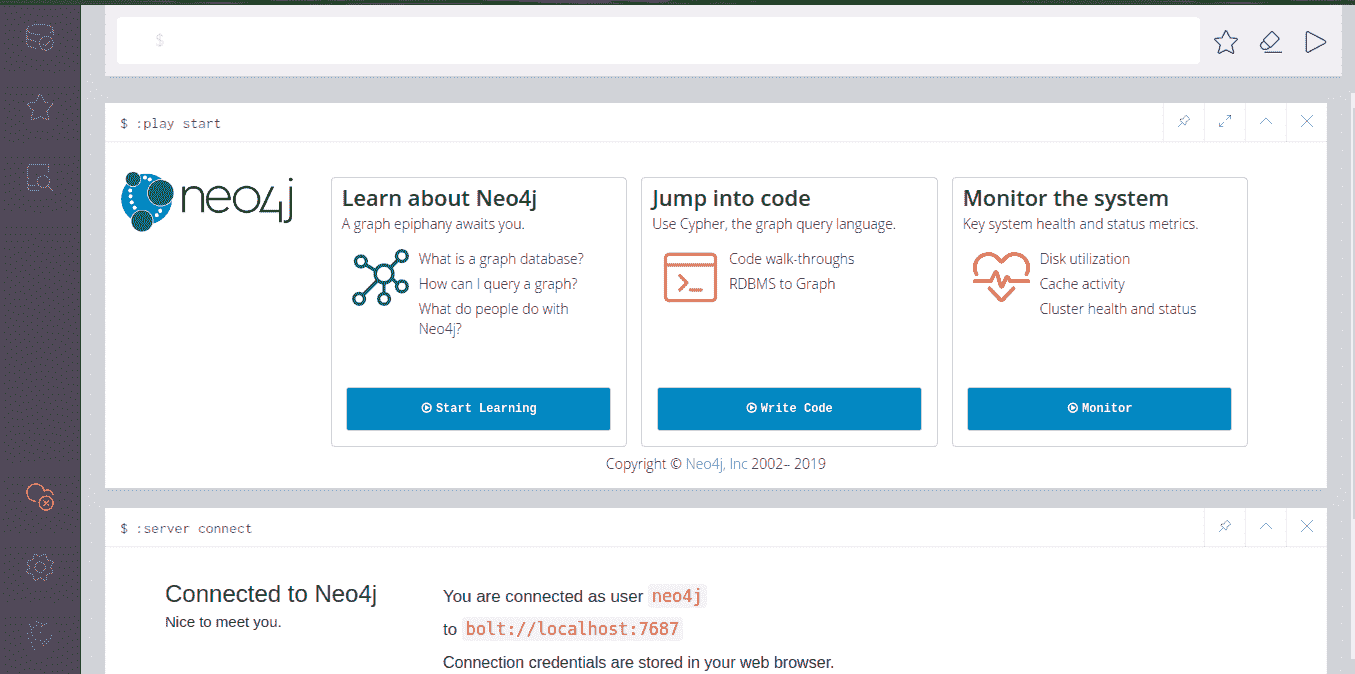 $
$ :play start
neo4j
Learn about Neo4j
A graph epiphany awaits you.
What is a graph database?
How can I query a graph?
What do people do with
Neo4j?
Start Learning
Jump into code
Use Cypher, the graph query language.
Code walk-throughs
RDBMS to Graph
Write Code
Monitor the system
Key system health and status metrics.
Disk utilization
Cache activity
Cluster health and status
Monitor
Copyright © Neo4j, Inc 2002– 2019
$ :server connect
Connected to Neo4j
Nice to meet you.
You are connected as user neo4j
to bolt://localhost:7687
Connection credentials are stored in your web browser.